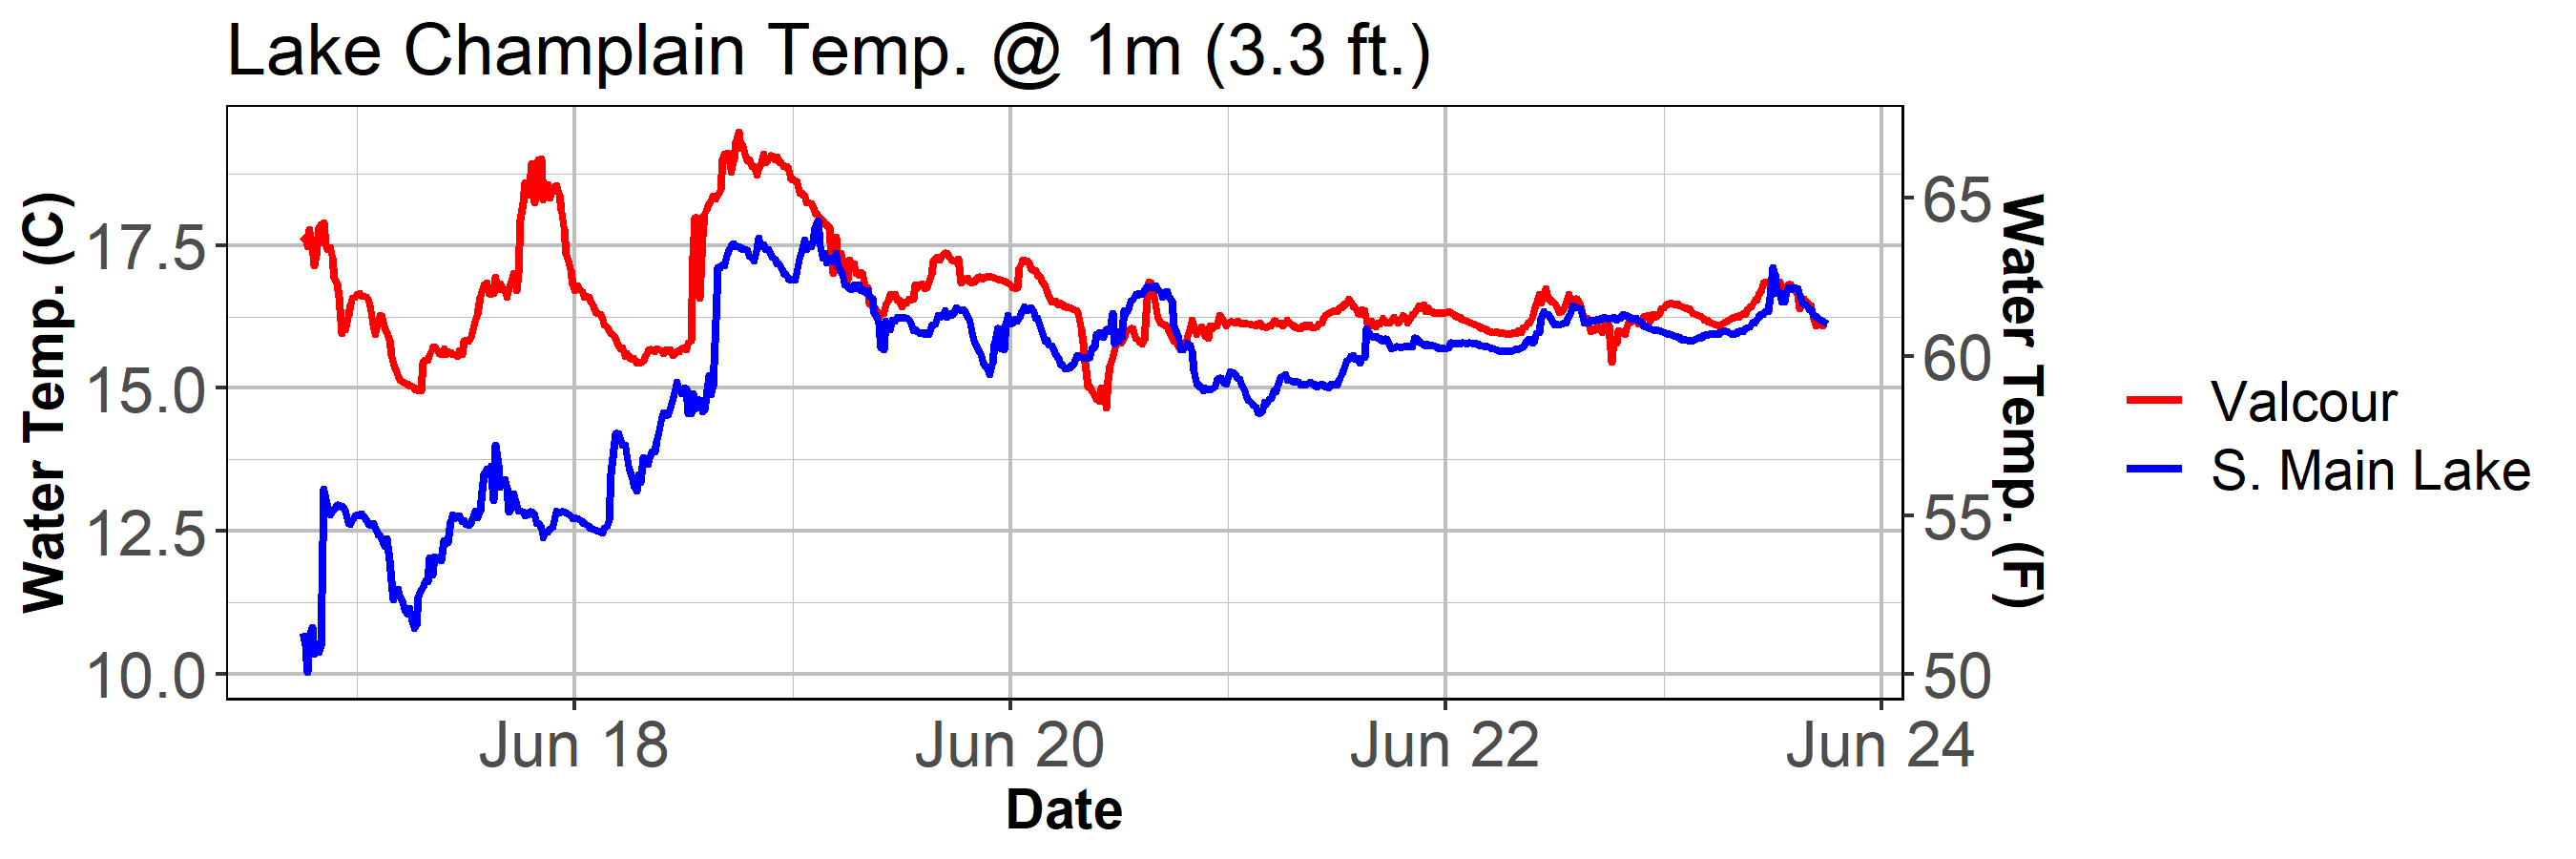 Lake Champlain Temp. @ 1m (3.3 ft.)
Water Temp. (C)
17.5
15.0
12.5
10.0
65
60
55
50
Water Temp. (F)
Jun 18
Jun 20
Jun 22
Jun 24
Date
Valcour
S. Main Lake